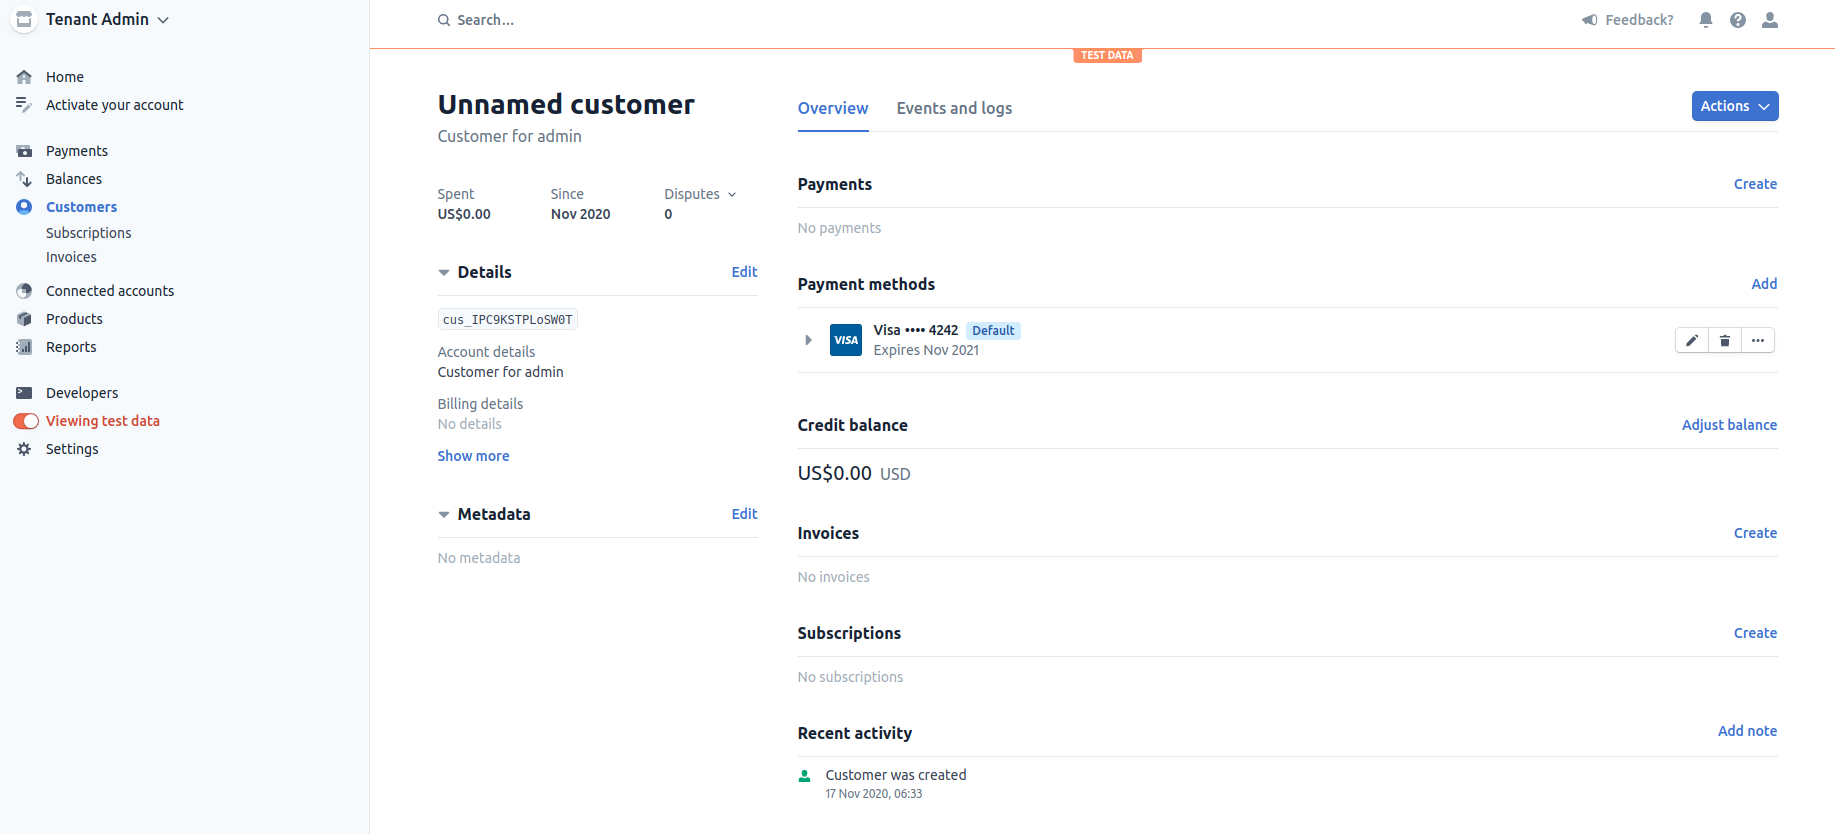 Tenant Admin
Home
Activate your account
Payments
Balances
Customers
Subscriptions
Invoices
Connected accounts
Products
Reports
Developers
Viewing test data
Settings
Search...
Feedback?
TEST DATA
Unnamed customer
Customer for admin
Spent Since Disputes
US$0.00 Nov 2020 0
Details Edit
cus_IPC9KSTPLoSW0T
Account details
Customer for admin
Billing details
No details
Show more
Metadata Edit
No metadata
Overview Events and logs Actions
Payments Create
No payments
Payment methods Add
VISA
Visa •••• 4242 Default
Expires Nov 2021
Credit balance Adjust balance
US$0.00 USD
Invoices Create
No invoices
Subscriptions Create
No subscriptions
Recent activity Add note
Customer was created
17 Nov 2020, 06:33